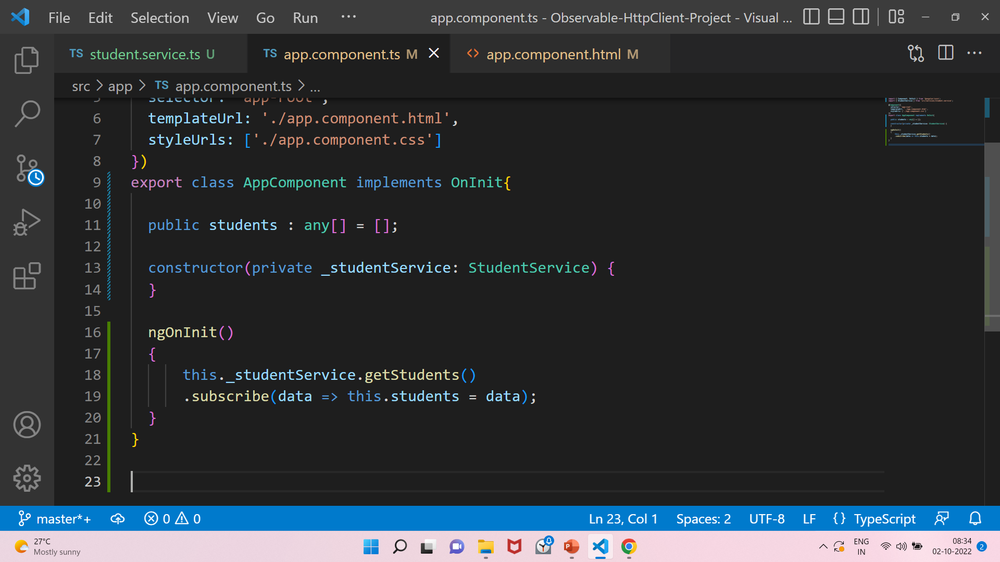 File Edit Selection View Go Run ··· app.component.ts - Observable-HttpClient-Project - Visual ...
TS student.service.ts U TS app.component.ts M <> app.component.html M
src > app > TS app.component.ts > ...
5 selector: 'app-root',
6 templateUrl: './app.component.html',
7 styleUrls: ['./app.component.css']
8 })
9 export class AppComponent implements OnInit{
10
11 public students : any[] = [];
12
13 constructor(private _studentService: StudentService) {
14 }
15
16 ngOnInit()
17 {
18 this._studentService.getStudents()
19 .subscribe(data => this.students = data);
20 }
21 }
22
23
master*+ 0 0 Ln 23, Col 1 Spaces: 2 UTF-8 LF {} TypeScript
27°C
Mostly sunny
ENG
IN
08:34
02-10-2022
2